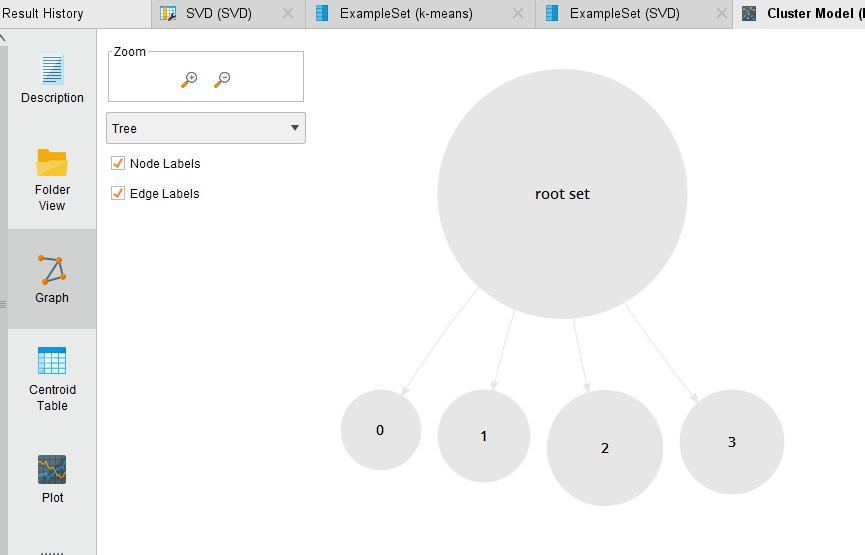 Result History
SVD (SVD)
ExampleSet (k-means)
ExampleSet (SVD)
Cluster Model (
Description
Folder
View
Graph
Centroid
Table
Plot
Zoom
Tree
Node Labels
Edge Labels
root set
0
1
2
3